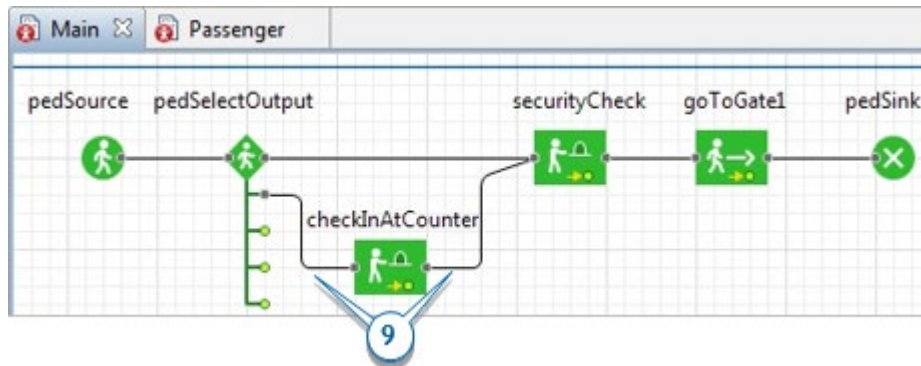 Main
Passenger
pedSource
pedSelectOutput
securityCheck
goToGate1
pedSink
checkInAtCounter
9